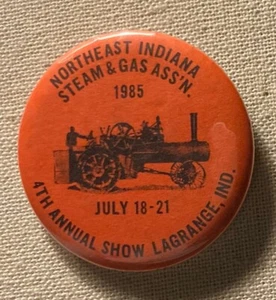 NORTHEAST INDIANA
STEAM & GAS ASS'N.
1985
JULY 18-21
4TH ANNUAL SHOW LAGRANGE, IND.